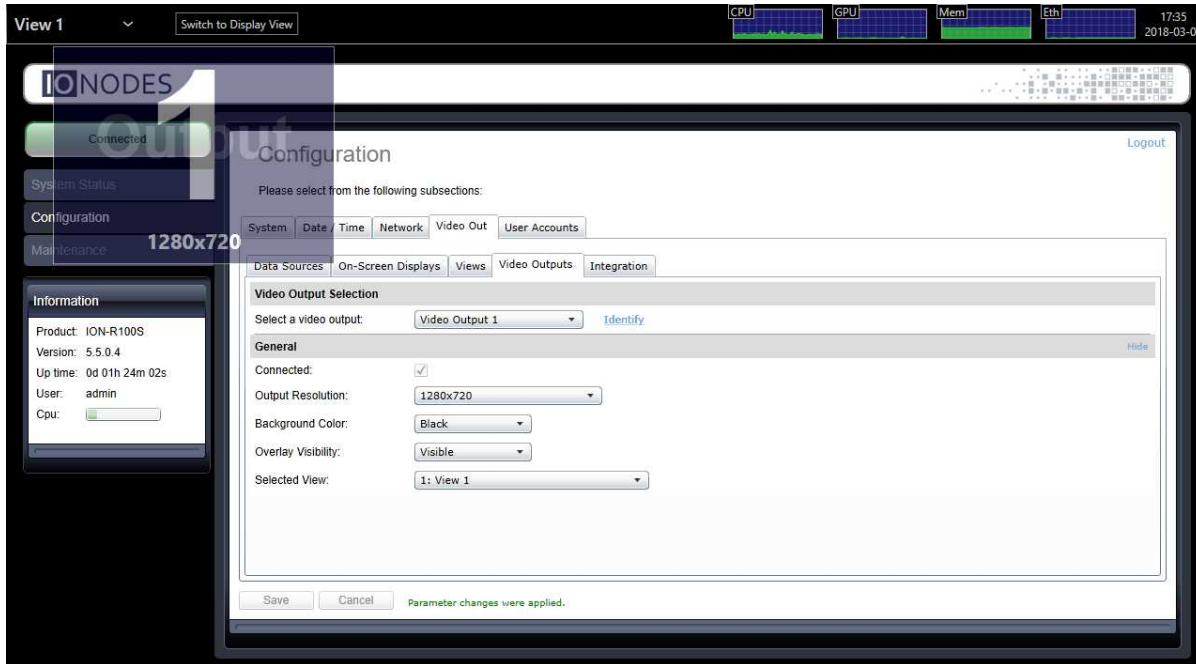 View 1
Switch to Display View
CPU
GPU
Mem
Eth
17:35
2018-03-0
IONODES
1
Output
1280x720
Connected
System Status
Configuration
Maintenance
Information
Product: ION-R100S
Version: 5.5.0.4
Up time: 0d 01h 24m 02s
User: admin
Cpu:
Logout
Configuration
Please select from the following subsections:
System Date / Time Network Video Out User Accounts
Data Sources On-Screen Displays Views Video Outputs Integration
Video Output Selection
Select a video output: Video Output 1 Identify
General Hide
Connected:
Output Resolution: 1280x720
Background Color: Black
Overlay Visibility: Visible
Selected View: 1: View 1
Save Cancel Parameter changes were applied.